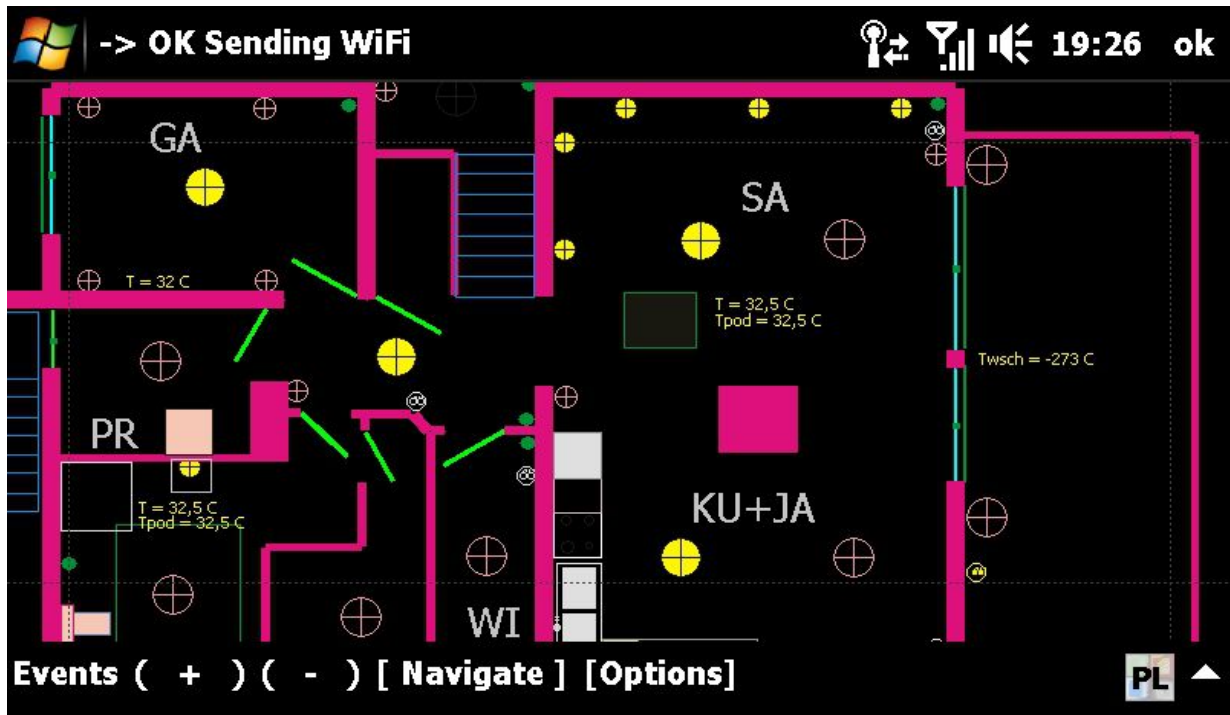 -> OK Sending WiFi
19:26 ok
GA
SA
T = 32 C
T = 32,5 C
Tpod = 32,5 C
Twsch = -273 C
PR
KU+JA
T = 32,5 C
Tpod = 32,5 C
WI
Events ( + ) ( - ) [ Navigate ] [Options]
PL